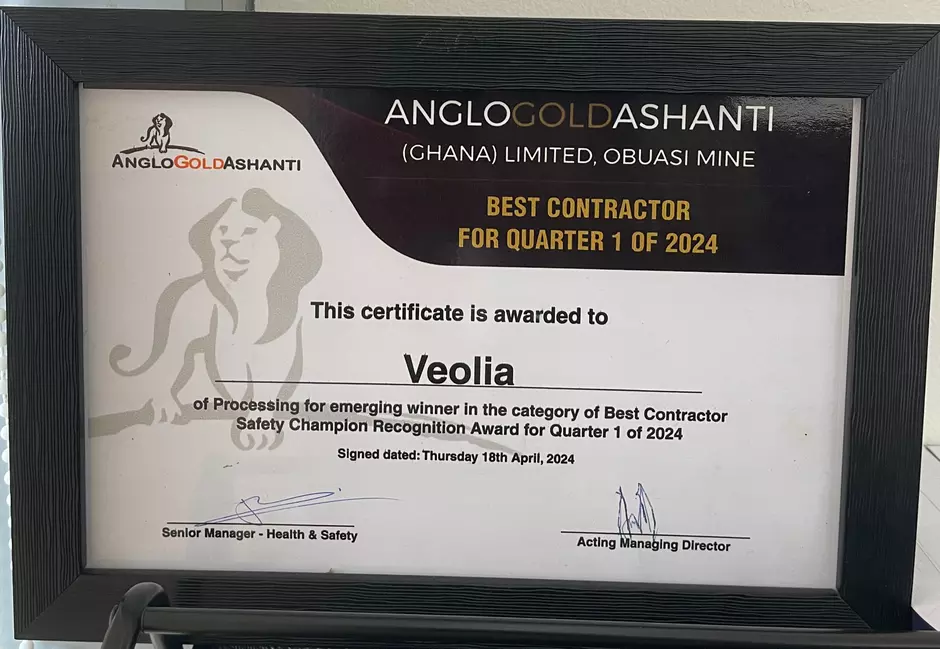 ANGLOGOLDASHANTI
ANGLOGOLDASHANTI
(GHANA) LIMITED, OBUASI MINE
BEST CONTRACTOR
FOR QUARTER 1 OF 2024
This certificate is awarded to
Veolia
of Processing for emerging winner in the category of Best Contractor
Safety Champion Recognition Award for Quarter 1 of 2024
Signed dated: Thursday 18th April, 2024
Senior Manager - Health & Safety
Acting Managing Director